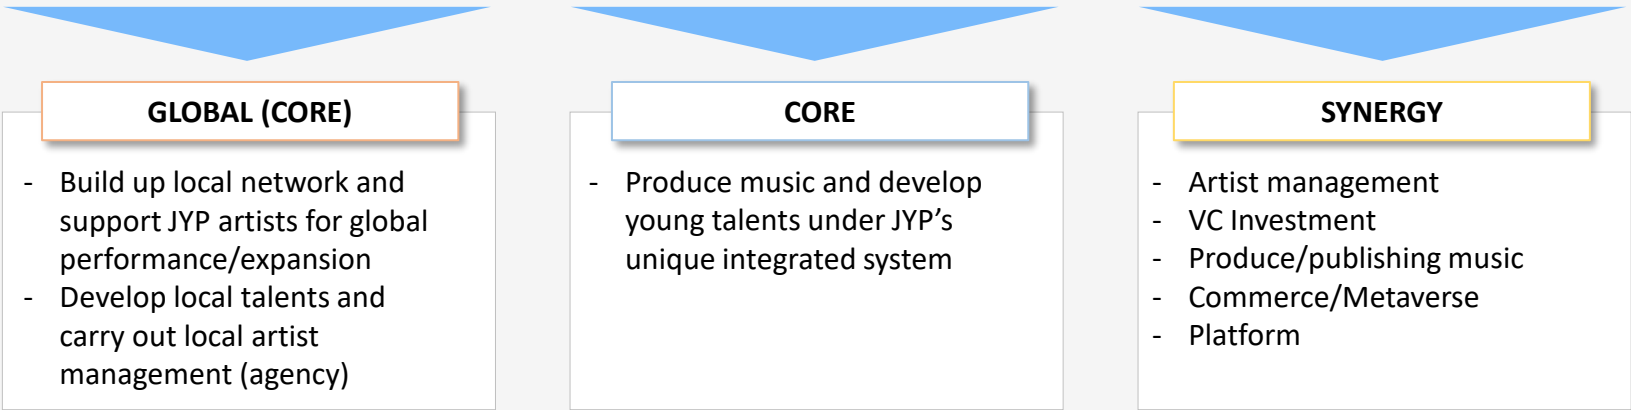 GLOBAL (CORE)
- Build up local network and
support JYP artists for global
performance/expansion
- Develop local talents and
carry out local artist
management (agency)
CORE
- Produce music and develop
young talents under JYP’s
unique integrated system
SYNERGY
- Artist management
- VC Investment
- Produce/publishing music
- Commerce/Metaverse
- Platform